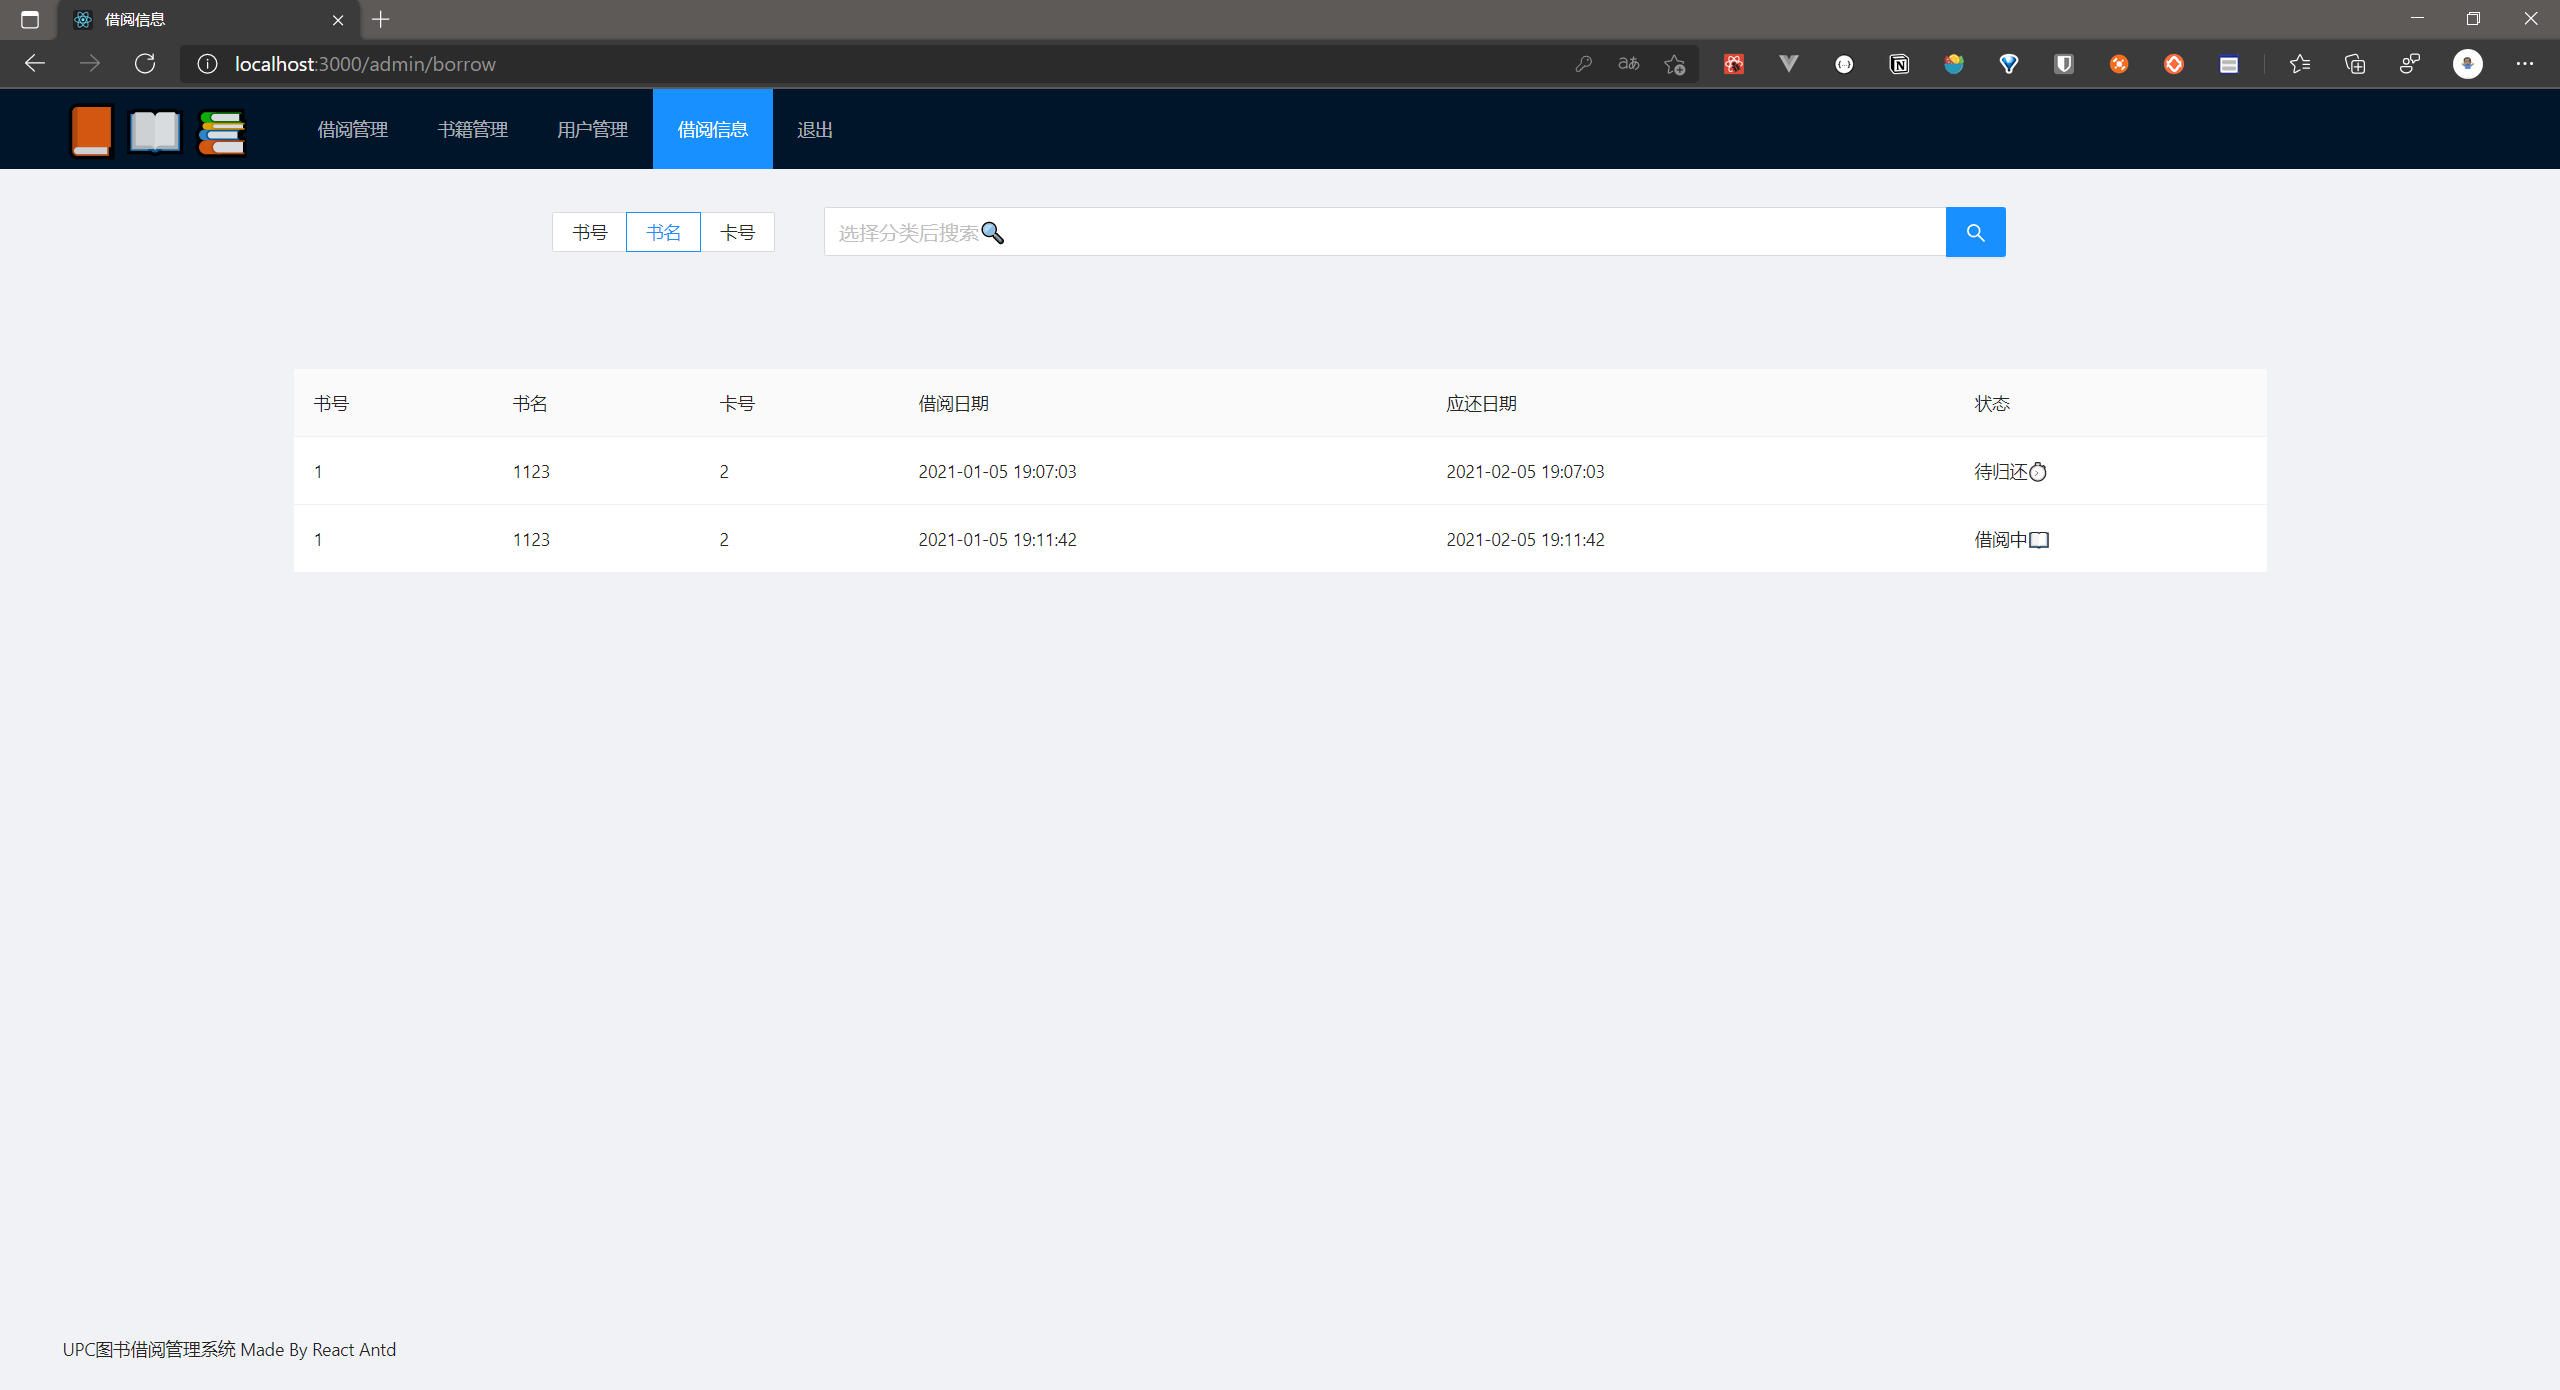 借阅信息
localhost:3000/admin/borrow
借阅管理 书籍管理 用户管理 借阅信息 退出
书号 书名 卡号 选择分类后搜索🔍
书号 书名 卡号 借阅日期 应还日期 状态
1 1123 2 2021-01-05 19:07:03 2021-02-05 19:07:03 待归还⏱
1 1123 2 2021-01-05 19:11:42 2021-02-05 19:11:42 借阅中📖
UPC图书借阅管理系统 Made By React Antd